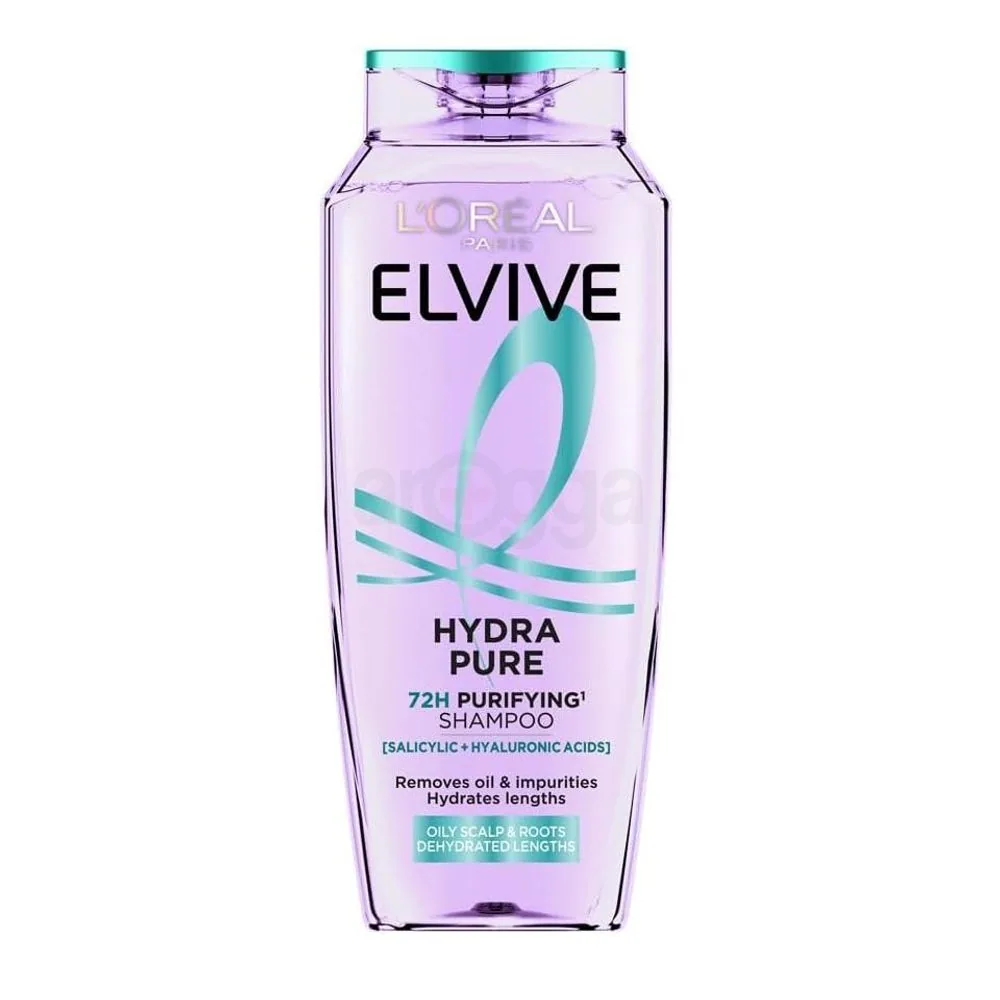 L'ORÉAL
PARIS
ELVIVE
arogga
HYDRA
PURE
72H PURIFYING¹
SHAMPOO
[SALICYLIC + HYALURONIC ACIDS]
Removes oil & impurities
Hydrates lengths
OILY SCALP & ROOTS
DEHYDRATED LENGTHS